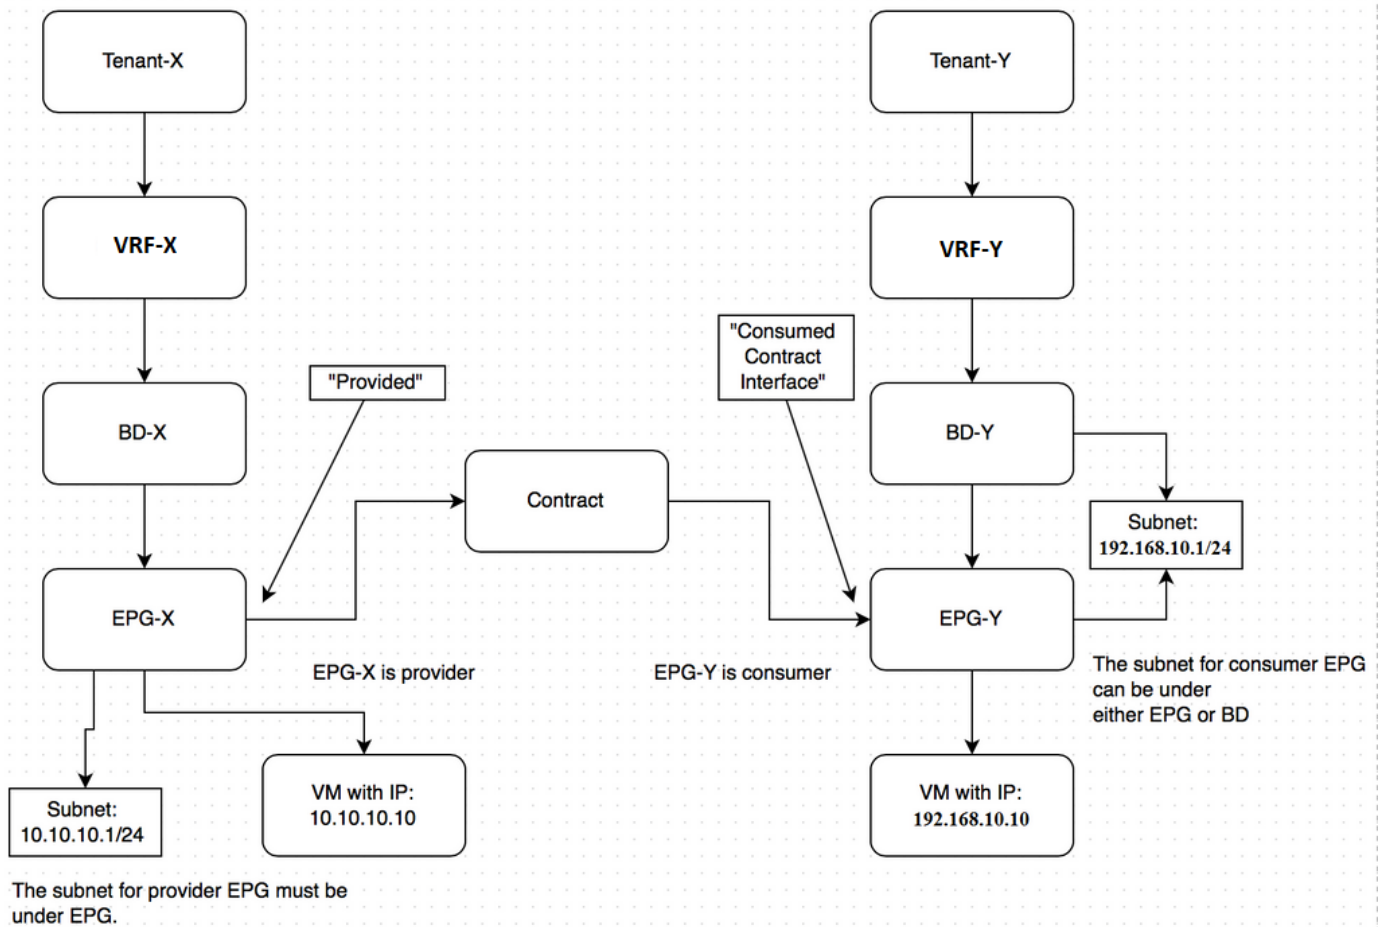 Tenant-X
Tenant-Y
VRF-X
VRF-Y
"Consumed
Contract
Interface"
"Provided"
BD-X
BD-Y
Contract
Subnet:
192.168.10.1/24
EPG-X
EPG-Y
EPG-X is provider
EPG-Y is consumer
The subnet for consumer EPG
can be under
either EPG or BD
Subnet:
10.10.10.1/24
VM with IP:
10.10.10.10
VM with IP:
192.168.10.10
The subnet for provider EPG must be
under EPG.